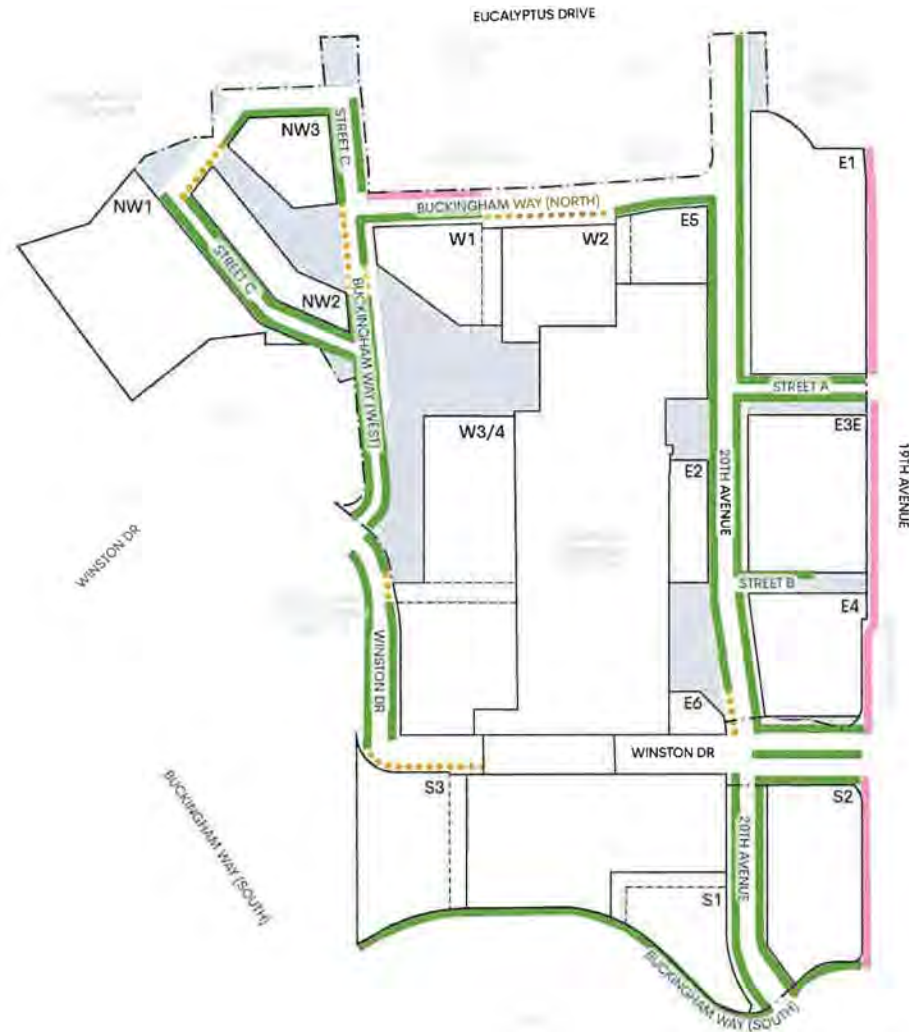 EUCALYPTUS DRIVE
NW3
STREET C
E1
NW1
BUCKINGHAM WAY (NORTH)
E5
W1
W2
STREET C
NW2
BUCKINGHAM WAY (WEST)
STREET A
W3/4
E3E
20TH AVENUE
19TH AVENUE
E2
WINSTON DR
STREET B
E4
WINSTON DR
E6
WINSTON DR
S3
S2
BUCKINGHAM WAY (SOUTH)
20TH AVENUE
S1
BUCKINGHAM WAY (SOUTH)